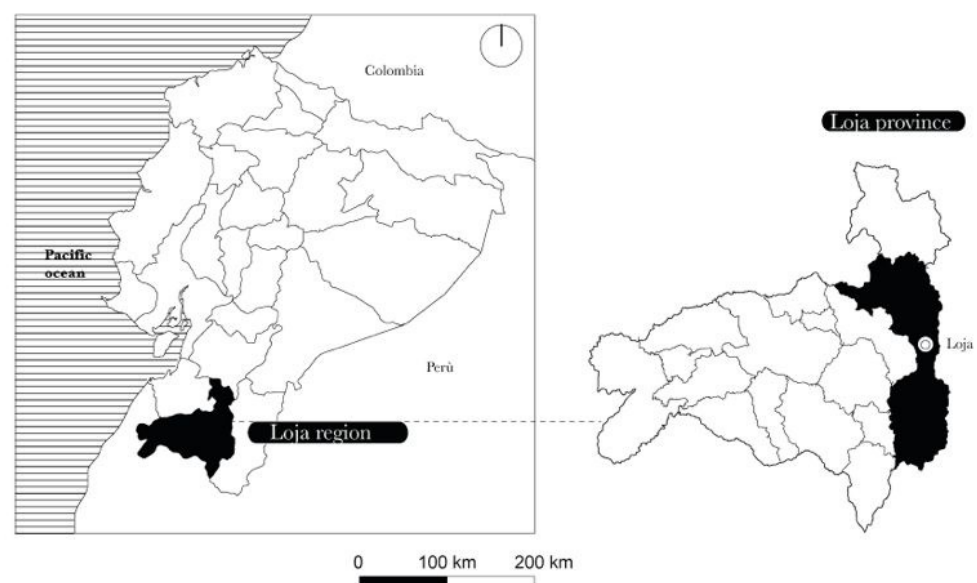 Colombia
Loja province
Pacific
ocean
Loja
Perù
Loja region
0 100 km 200 km